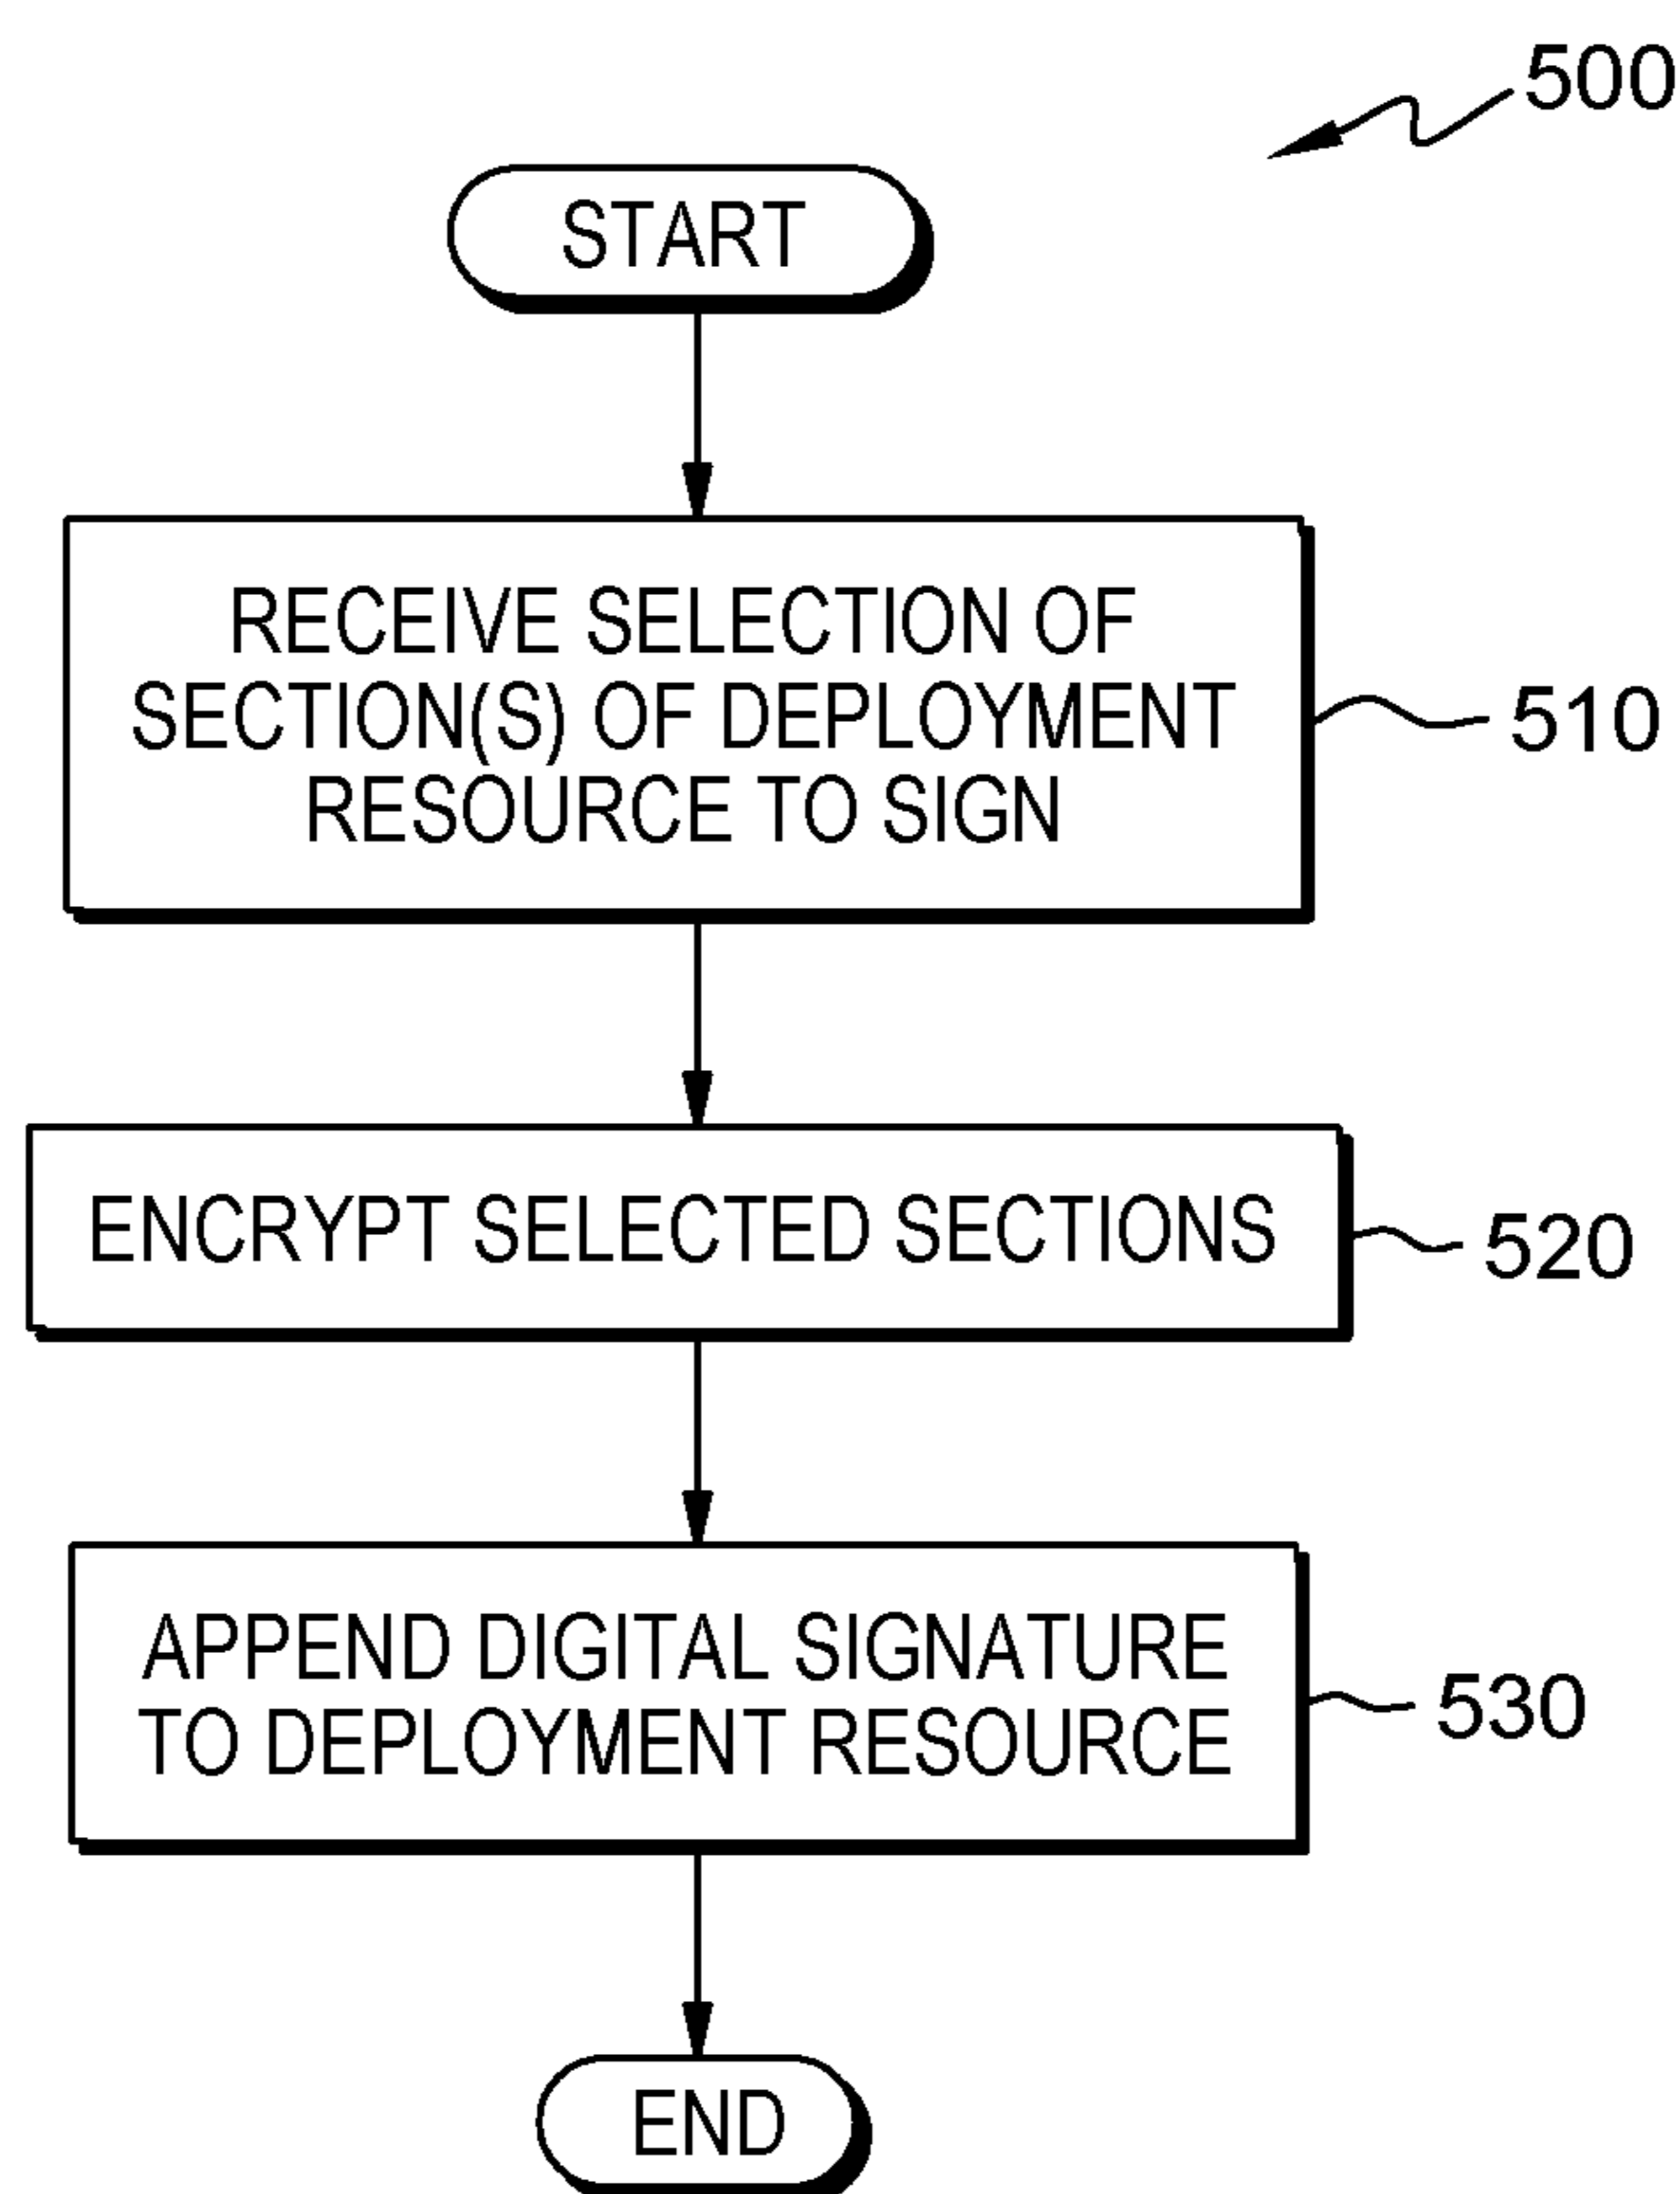 500
START
RECEIVE SELECTION OF
SECTION(S) OF DEPLOYMENT
RESOURCE TO SIGN
510
ENCRYPT SELECTED SECTIONS
520
APPEND DIGITAL SIGNATURE
TO DEPLOYMENT RESOURCE
530
END